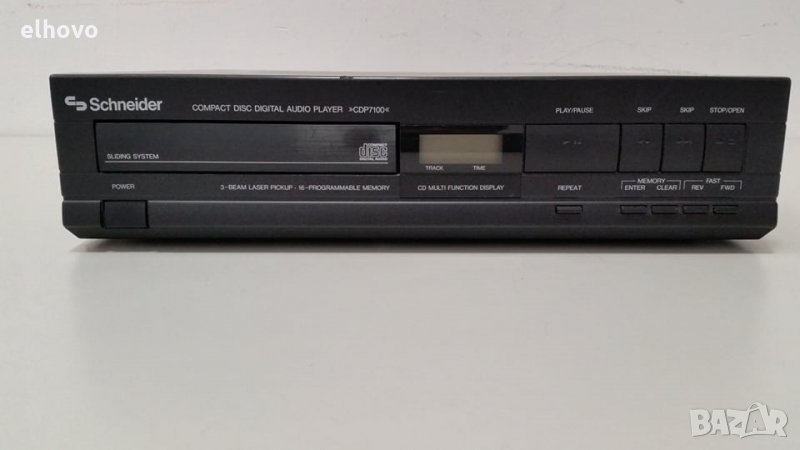 elhovo
Schneider
COMPACT DISC DIGITAL AUDIO PLAYER »CDP7100«
PLAY/PAUSE
SKIP
SKIP
STOP/OPEN
SLIDING SYSTEM
COMPACT
disc
DIGITAL AUDIO
TRACK
TIME
POWER
3-BEAM LASER PICKUP · 16-PROGRAMMABLE MEMORY
CD MULTI FUNCTION DISPLAY
REPEAT
MEMORY
ENTER CLEAR
FAST
REV FWD
BAZAR